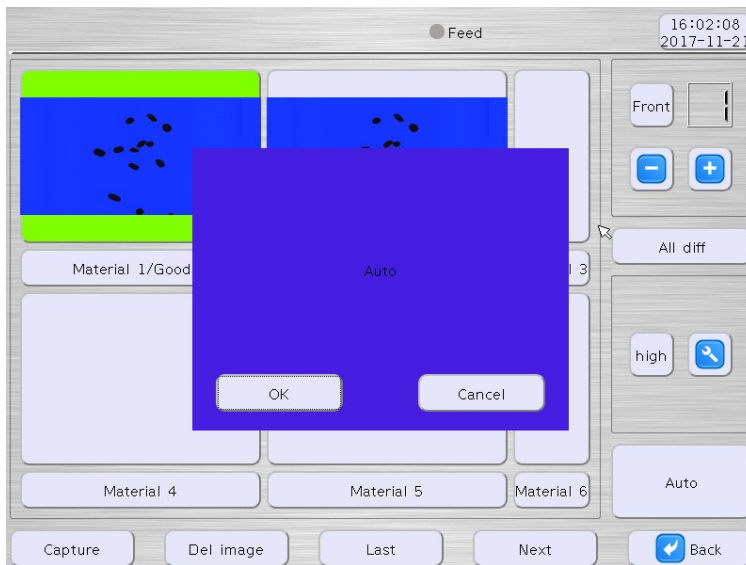 Feed
16:02:08
2017-11-21
Front
1
All diff
Material 1/Good
l 3
Auto
OK
Cancel
high
Material 4
Material 5
Material 6
Auto
Capture
Del image
Last
Next
Back